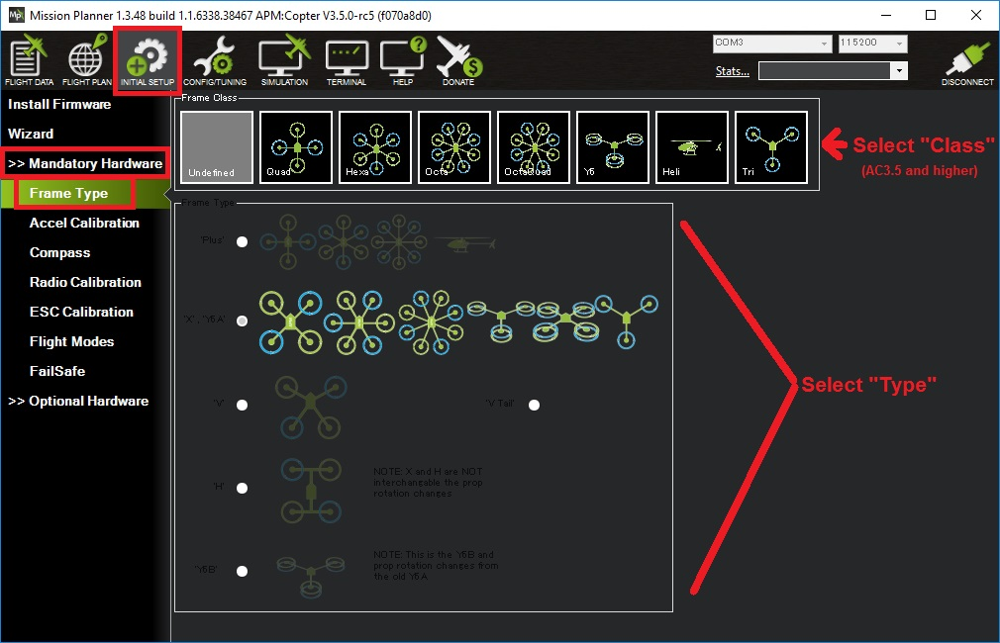 Mission Planner 1.3.48 build 1.1.6338.38467 APM:Copter V3.5.0-rc5 (f070a8d0)
COM3 115200
Stats...
FLIGHT DATA FLIGHT PLAN INITIAL SETUP CONFIG/TUNING SIMULATION TERMINAL HELP DONATE DISCONNECT
Install Firmware
Wizard
>> Mandatory Hardware
Frame Type
Accel Calibration
Compass
Radio Calibration
ESC Calibration
Flight Modes
FailSafe
>> Optional Hardware
Frame Class
Undefined Quad Hexa Octa OctaQuad Y6 Heli Tri
Select "Class"
(AC3.5 and higher)
Frame Type
"Plus"
"X", "Y6A"
"V" "V Tail"
"H"
NOTE: X and H are NOT
interchangable the prop
rotation changes
"Y6B"
NOTE: This is the Y6B and
prop rotation changes from
the old Y6A
Select "Type"